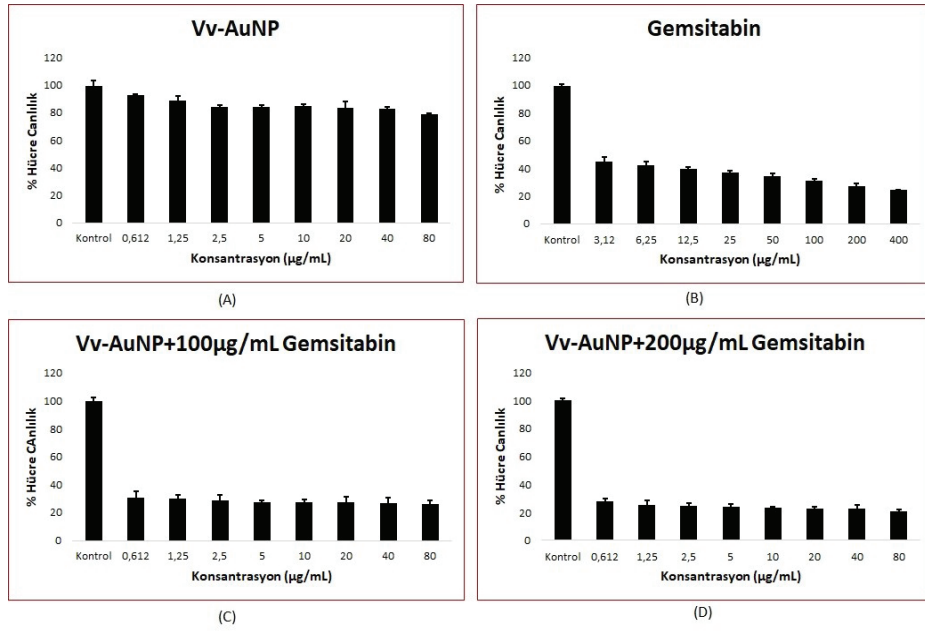 Vv-AuNP
% Hücre Canlılık
120
100
80
60
40
20
0
Kontrol 0,612 1,25 2,5 5 10 20 40 80
Konsantrasyon (µg/mL)
(A)
Gemsitabin
% Hücre Canlılık
120
100
80
60
40
20
0
Kontrol 3,12 6,25 12,5 25 50 100 200 400
Konsantrasyon (µg/mL)
(B)
Vv-AuNP+100µg/mL Gemsitabin
% Hücre CAnlılık
120
100
80
60
40
20
0
Kontrol 0,612 1,25 2,5 5 10 20 40 80
Konsantrasyon (µg/mL)
(C)
Vv-AuNP+200µg/mL Gemsitabin
% Hücre Canlılık
120
100
80
60
40
20
0
Kontrol 0,612 1,25 2,5 5 10 20 40 80
Konsantrasyon (µg/mL)
(D)